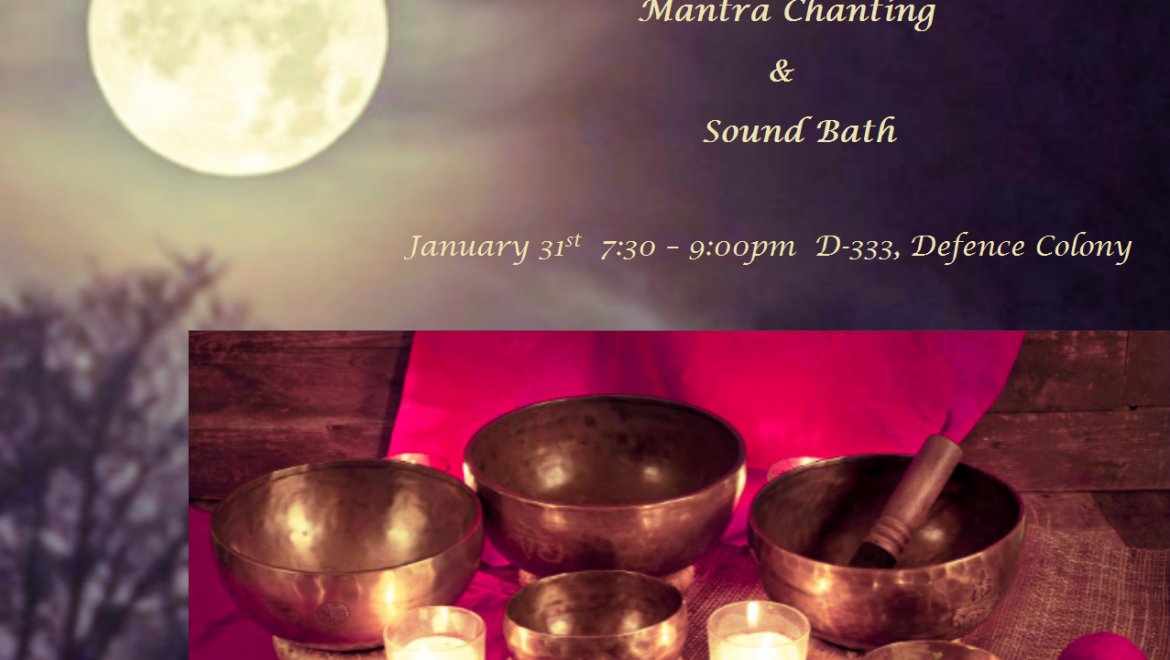 Mantra Chanting
&
Sound Bath
January 31st 7:30 – 9:00pm D-333, Defence Colony